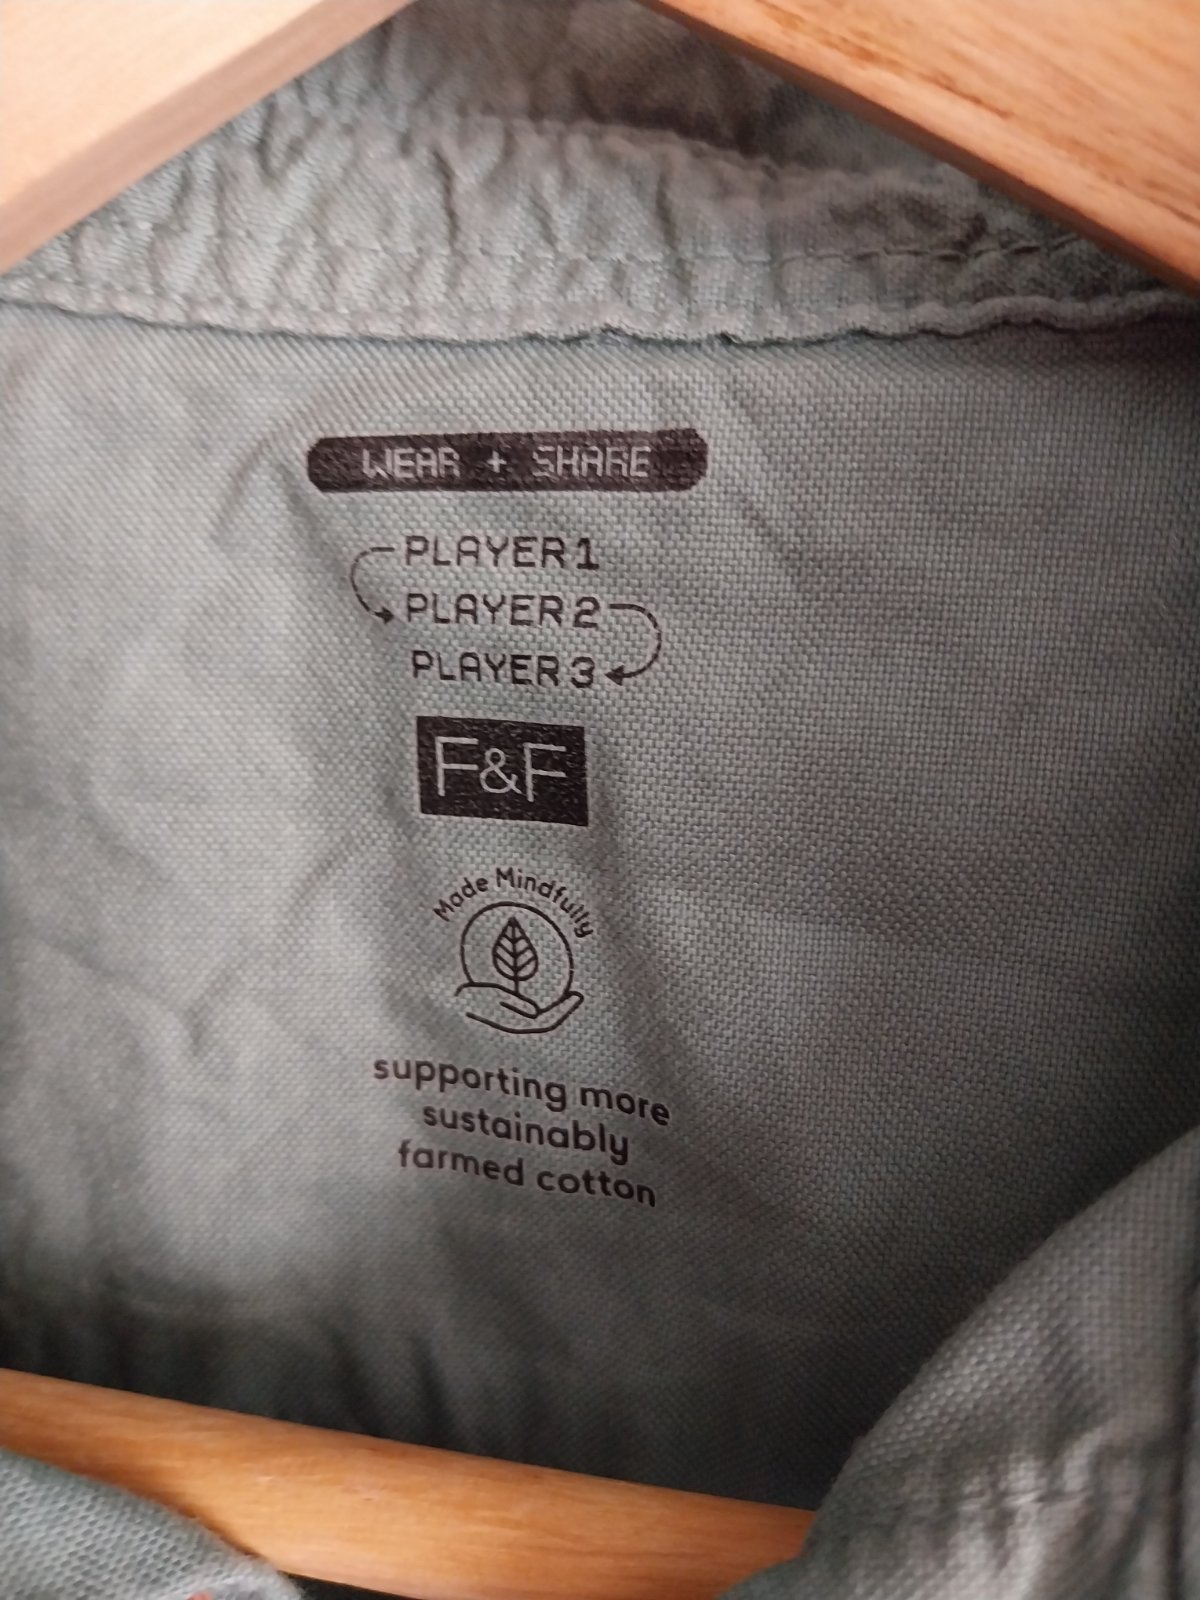 WEAR + SHARE
PLAYER 1
PLAYER 2
PLAYER 3
F&F
Made Mindfully
supporting more
sustainably
farmed cotton